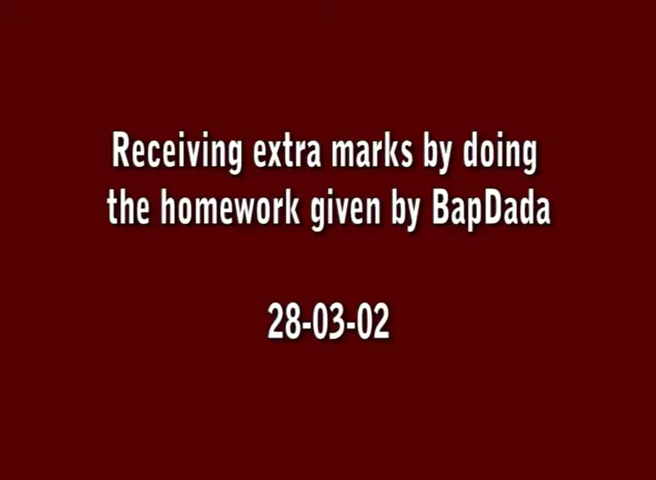 Receiving extra marks by doing
the homework given by BapDada
28-03-02